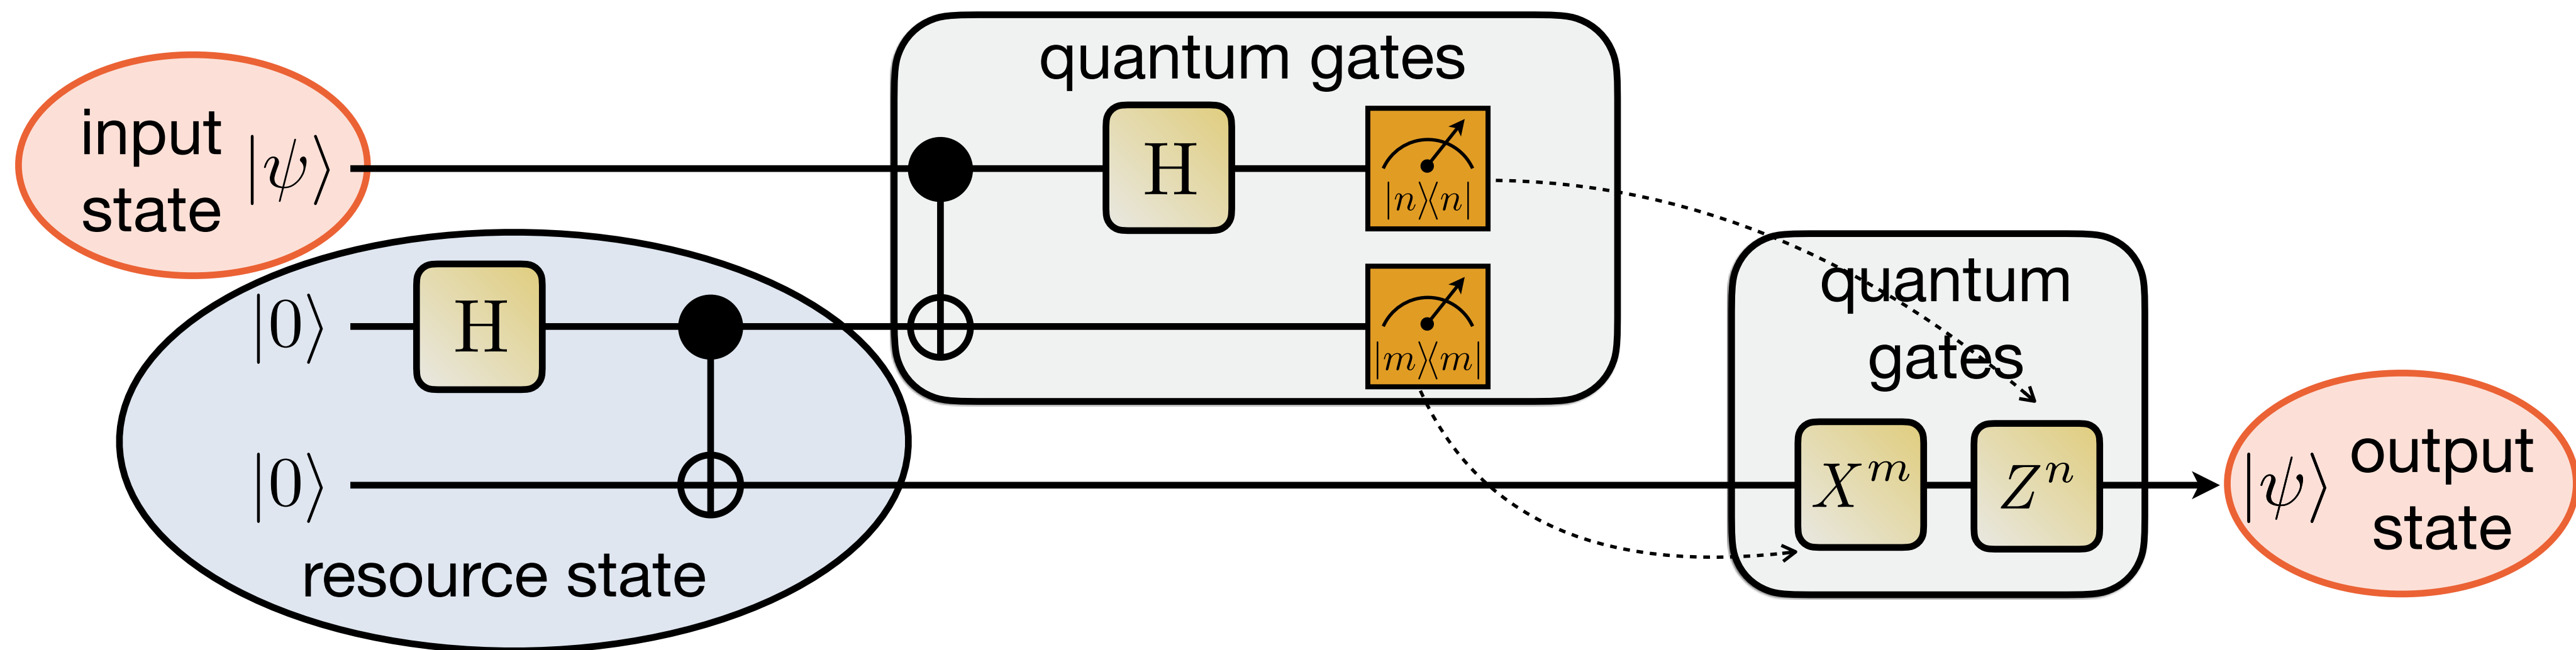 quantum gates
input
state |ψ⟩
H
|n⟩⟨n|
|0⟩ H
|m⟩⟨m|
|0⟩
resource state
quantum
gates
X^m Z^n
|ψ⟩ output
state